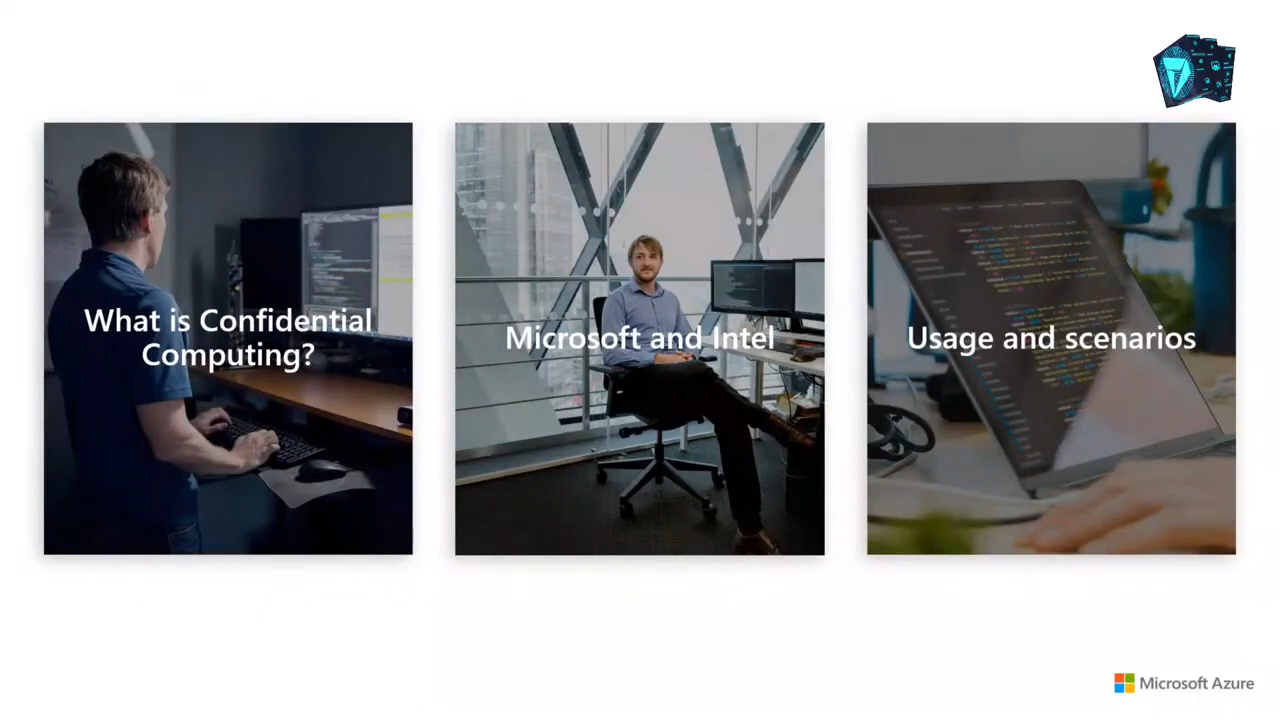 What is Confidential
Computing?
Microsoft and Intel
Usage and scenarios
Microsoft Azure